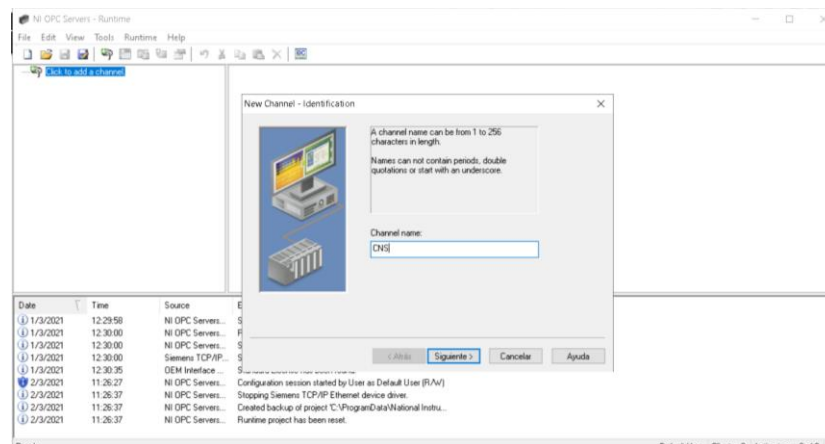 NI OPC Servers - Runtime
File Edit View Tools Runtime Help
Click to add a channel
New Channel - Identification
A channel name can be from 1 to 256
characters in length.
Names can not contain periods, double
quotations or start with an underscore.
Channel name:
CNS
< Atrás Siguiente > Cancelar Ayuda
Date Time Source E
1/3/2021 12:29:58 NI OPC Servers... S
1/3/2021 12:30:00 NI OPC Servers... F
1/3/2021 12:30:00 NI OPC Servers... S
1/3/2021 12:30:00 Siemens TCP/IP... S
1/3/2021 12:30:35 OEM Interface ...
2/3/2021 11:26:27 NI OPC Servers... Configuration session started by User as Default User (R/W)
2/3/2021 11:26:37 NI OPC Servers... Stopping Siemens TCP/IP Ethernet device driver.
2/3/2021 11:26:37 NI OPC Servers... Created backup of project 'C:\ProgramData\National Instru...
2/3/2021 11:26:37 NI OPC Servers... Runtime project has been reset.